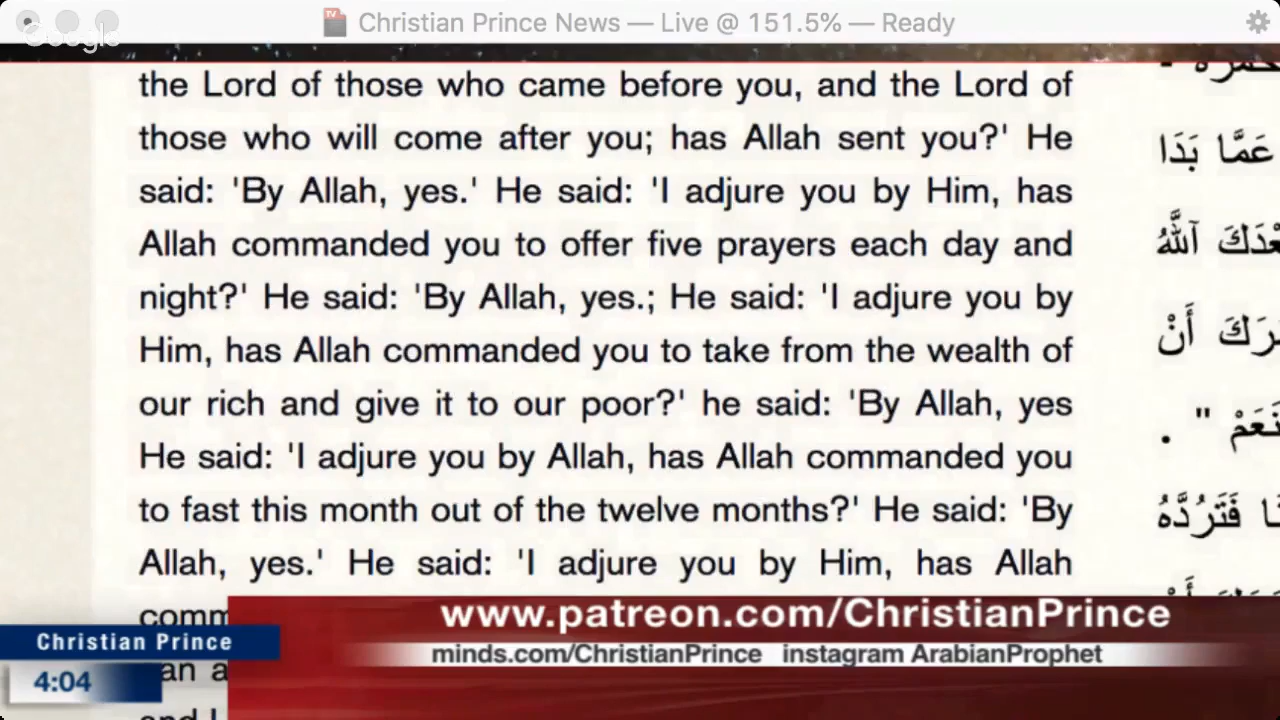 Christian Prince News — Live @ 151.5% — Ready
Google
the Lord of those who came before you, and the Lord of
those who will come after you; has Allah sent you?' He
said: 'By Allah, yes.' He said: 'I adjure you by Him, has
Allah commanded you to offer five prayers each day and
night?' He said: 'By Allah, yes.; He said: 'I adjure you by
Him, has Allah commanded you to take from the wealth of
our rich and give it to our poor?' he said: 'By Allah, yes
He said: 'I adjure you by Allah, has Allah commanded you
to fast this month out of the twelve months?' He said: 'By
Allah, yes.' He said: 'I adjure you by Him, has Allah
comm
an a
and I
عَمَّا بَدَا
آللَّهُ
أَنْ
نَعَمْ " .
فَتَرُدَّهُ
www.patreon.com/ChristianPrince
Christian Prince
minds.com/ChristianPrince instagram ArabianProphet
4:04